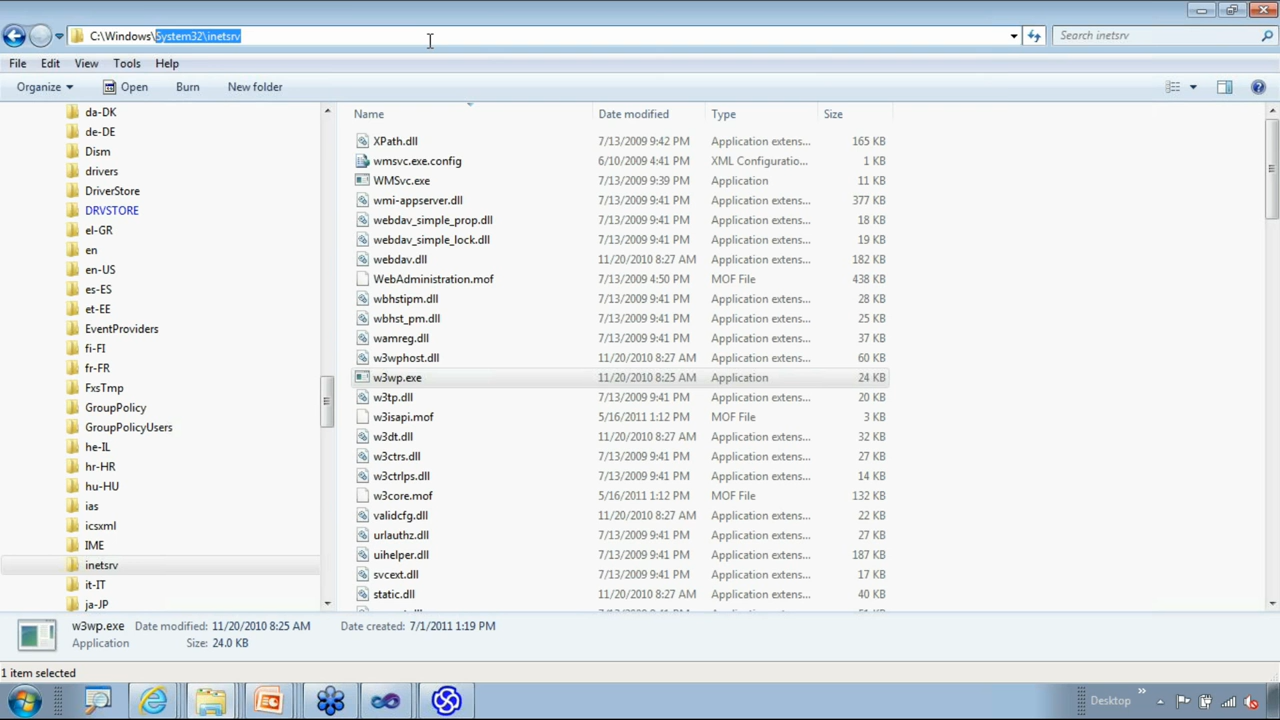 C:\Windows\System32\inetsrv
Search inetsrv
File Edit View Tools Help
Organize Open Burn New folder
da-DK
de-DE
Dism
drivers
DriverStore
DRVSTORE
el-GR
en
en-US
es-ES
et-EE
EventProviders
fi-FI
fr-FR
FxsTmp
GroupPolicy
GroupPolicyUsers
he-IL
hr-HR
hu-HU
ias
icsxml
IME
inetsrv
it-IT
ja-JP
Name Date modified Type Size
XPath.dll 7/13/2009 9:42 PM Application extens... 165 KB
wmsvc.exe.config 6/10/2009 4:41 PM XML Configuratio... 1 KB
WMSvc.exe 7/13/2009 9:39 PM Application 11 KB
wmi-appserver.dll 7/13/2009 9:41 PM Application extens... 377 KB
webdav_simple_prop.dll 7/13/2009 9:41 PM Application extens... 18 KB
webdav_simple_lock.dll 7/13/2009 9:41 PM Application extens... 19 KB
webdav.dll 11/20/2010 8:27 AM Application extens... 182 KB
WebAdministration.mof 7/13/2009 4:50 PM MOF File 438 KB
wbhstipm.dll 7/13/2009 9:41 PM Application extens... 28 KB
wbhst_pm.dll 7/13/2009 9:41 PM Application extens... 25 KB
wamreg.dll 7/13/2009 9:41 PM Application extens... 37 KB
w3wphost.dll 11/20/2010 8:27 AM Application extens... 60 KB
w3wp.exe 11/20/2010 8:25 AM Application 24 KB
w3tp.dll 7/13/2009 9:41 PM Application extens... 20 KB
w3isapi.mof 5/16/2011 1:12 PM MOF File 3 KB
w3dt.dll 11/20/2010 8:27 AM Application extens... 32 KB
w3ctrs.dll 7/13/2009 9:41 PM Application extens... 27 KB
w3ctrlps.dll 7/13/2009 9:41 PM Application extens... 14 KB
w3core.mof 5/16/2011 1:12 PM MOF File 132 KB
validcfg.dll 11/20/2010 8:27 AM Application extens... 22 KB
urlauthz.dll 7/13/2009 9:41 PM Application extens... 27 KB
uihelper.dll 7/13/2009 9:41 PM Application extens... 187 KB
svcext.dll 7/13/2009 9:41 PM Application extens... 17 KB
static.dll 11/20/2010 8:27 AM Application extens... 40 KB
w3wp.exe Date modified: 11/20/2010 8:25 AM Date created: 7/1/2011 1:19 PM
Application Size: 24.0 KB
1 item selected
Desktop